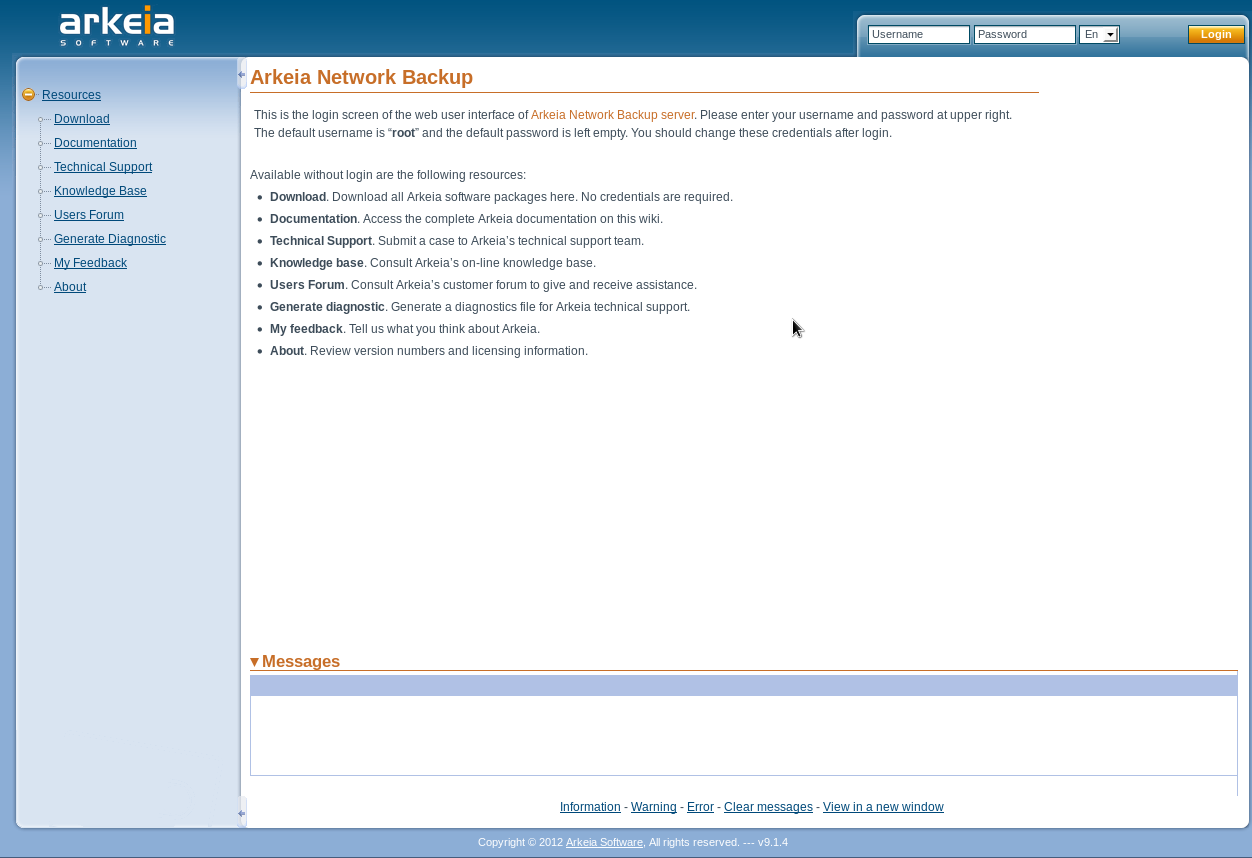 arkeia
SOFTWARE
Username Password En Login
Resources
Download
Documentation
Technical Support
Knowledge Base
Users Forum
Generate Diagnostic
My Feedback
About
Arkeia Network Backup
This is the login screen of the web user interface of Arkeia Network Backup server. Please enter your username and password at upper right.
The default username is “root” and the default password is left empty. You should change these credentials after login.
Available without login are the following resources:
• Download. Download all Arkeia software packages here. No credentials are required.
• Documentation. Access the complete Arkeia documentation on this wiki.
• Technical Support. Submit a case to Arkeia’s technical support team.
• Knowledge base. Consult Arkeia’s on-line knowledge base.
• Users Forum. Consult Arkeia’s customer forum to give and receive assistance.
• Generate diagnostic. Generate a diagnostics file for Arkeia technical support.
• My feedback. Tell us what you think about Arkeia.
• About. Review version numbers and licensing information.
▼Messages
Information - Warning - Error - Clear messages - View in a new window
Copyright © 2012 Arkeia Software, All rights reserved. --- v9.1.4